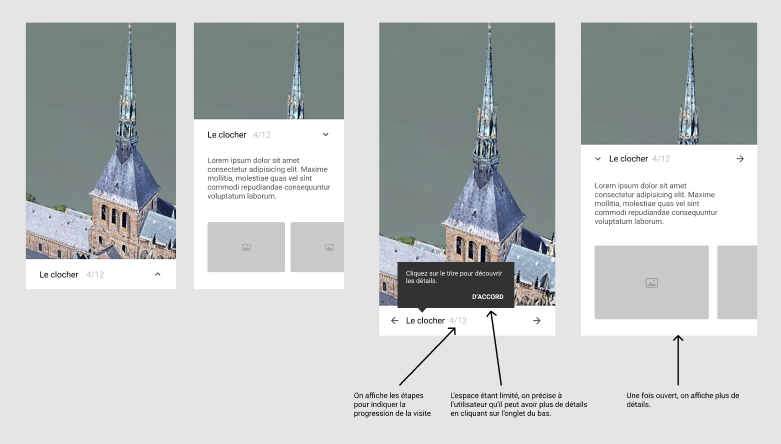 Le clocher 4/12
Le clocher 4/12
Lorem ipsum dolor sit amet
consectetur adipisicing elit. Maxime
mollitia, molestiae quas vel sint
commodi repudiandae consequuntur
voluptatum laborum.
Cliquez sur le titre pour découvrir
les détails.
D'ACCORD
Le clocher 4/12
Le clocher 4/12
Lorem ipsum dolor sit amet
consectetur adipisicing elit. Maxime
mollitia, molestiae quas vel sint
commodi repudiandae consequuntur
voluptatum laborum.
On affiche les étapes
pour indiquer la
progression de la visite
L'espace étant limité, on précise à
l'utilisateur qu'il peut avoir plus de détails
en cliquant sur l'onglet du bas.
Une fois ouvert, on affiche plus de
détails.